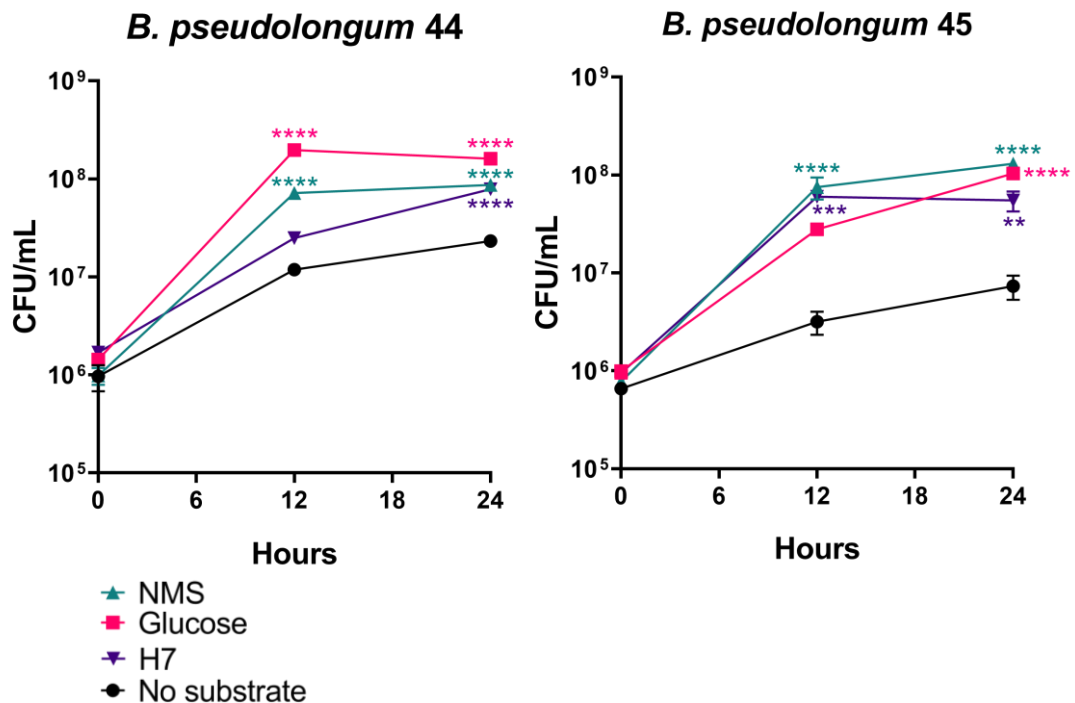 B. pseudolongum 44
10⁹
10⁸
10⁷
10⁶
10⁵
CFU/mL
****
****
****
****
****
0 6 12 18 24
Hours
B. pseudolongum 45
10⁹
10⁸
10⁷
10⁶
10⁵
CFU/mL
****
***
****
****
**
0 6 12 18 24
Hours
NMS
Glucose
H7
No substrate